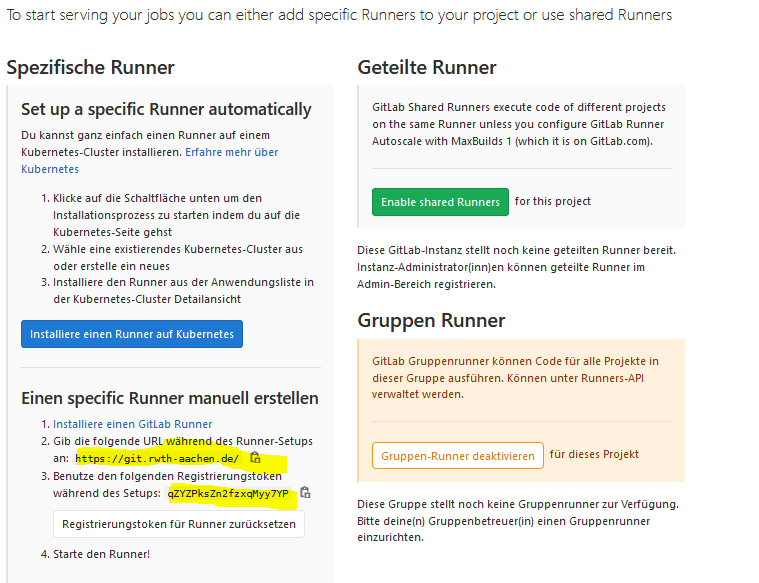 To start serving your jobs you can either add specific Runners to your project or use shared Runners
Spezifische Runner
Set up a specific Runner automatically
Du kannst ganz einfach einen Runner auf einem
Kubernetes-Cluster installieren. Erfahre mehr über
Kubernetes
1. Klicke auf die Schaltfläche unten um den
Installationsprozess zu starten indem du auf die
Kubernetes-Seite gehst
2. Wähle eine existierendes Kubernetes-Cluster aus
oder erstelle ein neues
3. Installiere den Runner aus der Anwendungsliste in
der Kubernetes-Cluster Detailansicht
Installiere einen Runner auf Kubernetes
Einen specific Runner manuell erstellen
1. Installiere einen GitLab Runner
2. Gib die folgende URL während des Runner-Setups
an: https://git.rwth-aachen.de/
3. Benutze den folgenden Registrierungstoken
während des Setups: qZYZPksZn2fzxqMyy7YP
Registrierungstoken für Runner zurücksetzen
4. Starte den Runner!
Geteilte Runner
GitLab Shared Runners execute code of different projects
on the same Runner unless you configure GitLab Runner
Autoscale with MaxBuilds 1 (which it is on GitLab.com).
Enable shared Runners for this project
Diese GitLab-Instanz stellt noch keine geteilten Runner bereit.
Instanz-Administrator(inn)en können geteilte Runner im
Admin-Bereich registrieren.
Gruppen Runner
GitLab Gruppenrunner können Code für alle Projekte in
dieser Gruppe ausführen. Können unter Runners-API
verwaltet werden.
Gruppen-Runner deaktivieren für dieses Projekt
Diese Gruppe stellt noch keine Gruppenrunner zur Verfügung.
Bitte deine(n) Gruppenbetreuer(in) einen Gruppenrunner
einzurichten.